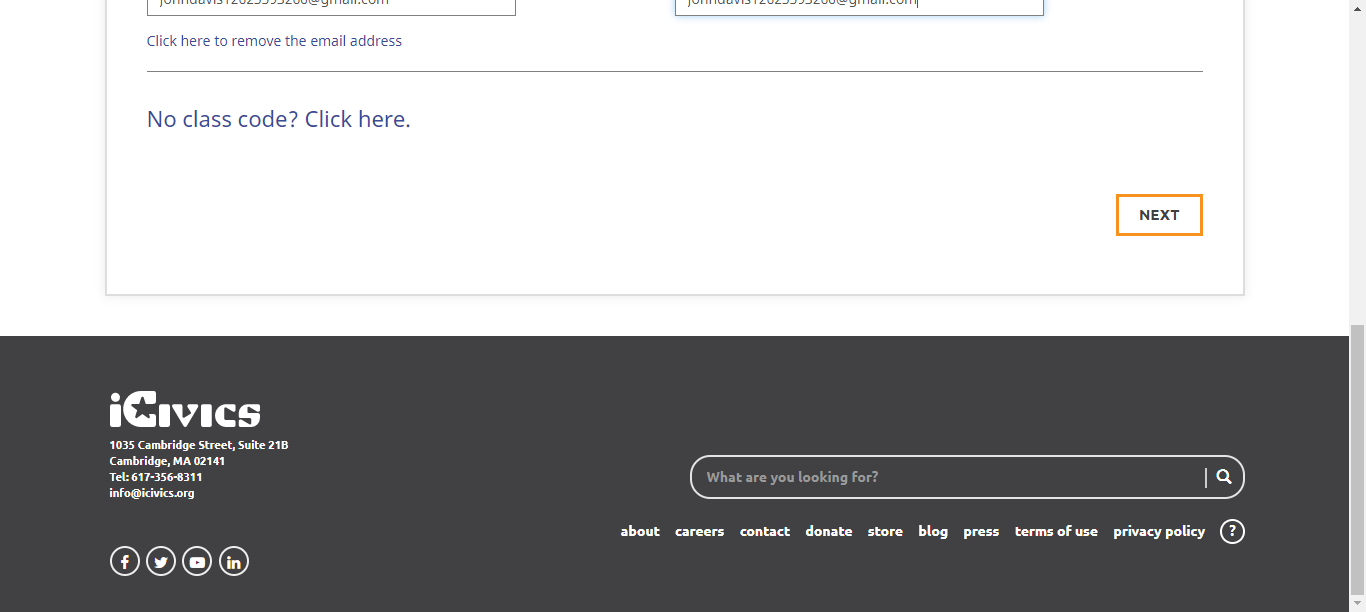 Click here to remove the email address
No class code? Click here.
NEXT
iCivics
1035 Cambridge Street, Suite 21B
Cambridge, MA 02141
Tel: 617-356-8311
info@icivics.org
What are you looking for?
about careers contact donate store blog press terms of use privacy policy ?